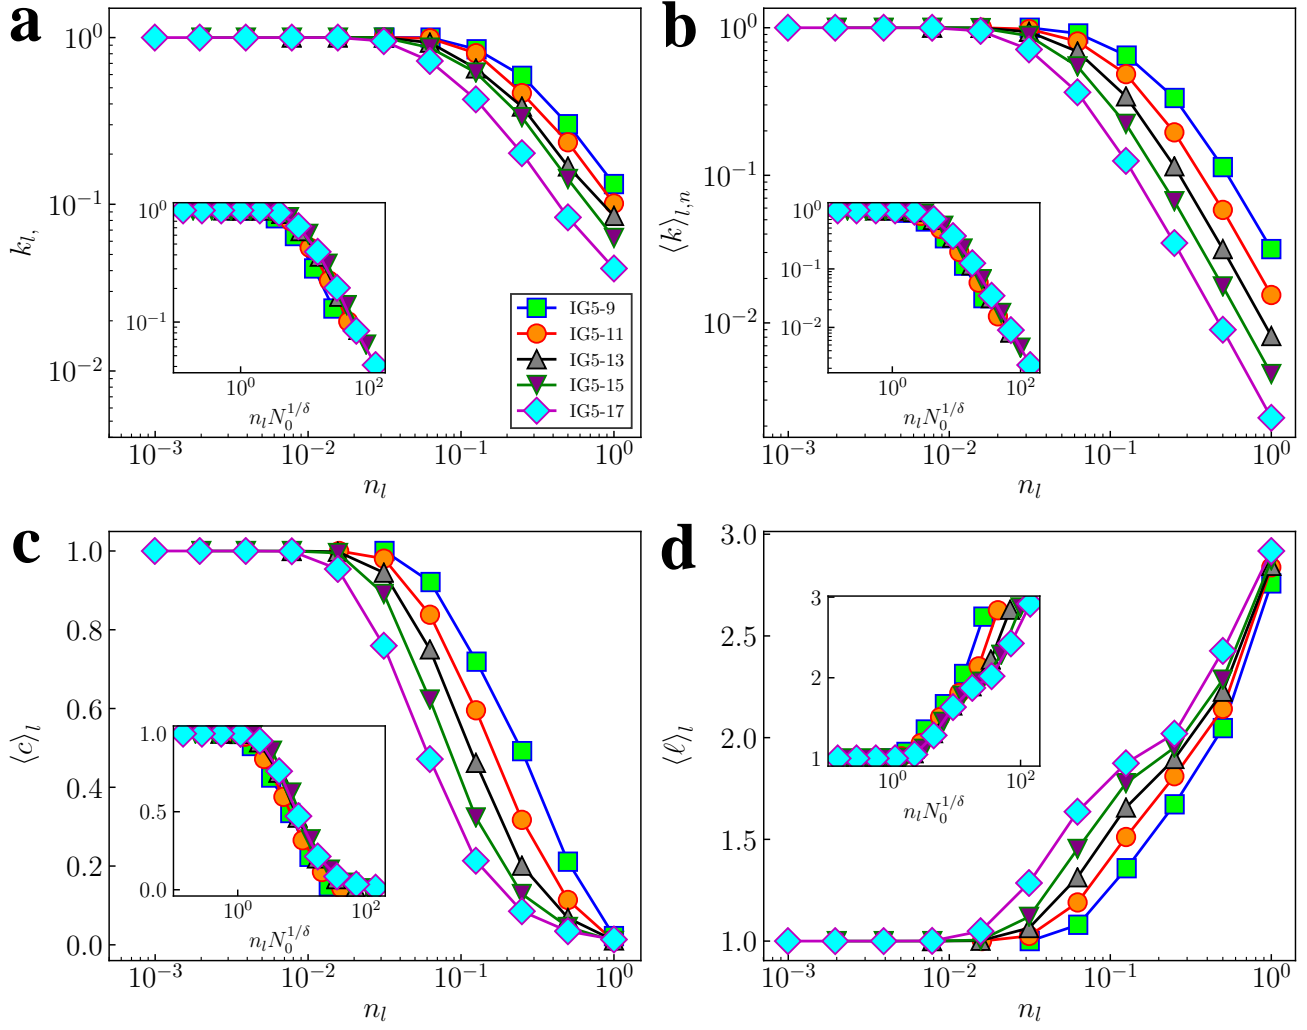 a
10^0
10^{-1}
10^{-2}
k_{l,}
10^{-3}
10^{-2}
10^{-1}
10^0
n_l
10^0
10^{-1}
10^0
10^2
n_l N_0^{1/δ}
IG5-9
IG5-11
IG5-13
IG5-15
IG5-17
b
10^0
10^{-1}
10^{-2}
⟨k⟩_{l,n}
10^{-3}
10^{-2}
10^{-1}
10^0
n_l
10^0
10^{-1}
10^{-2}
10^0
10^2
n_l N_0^{1/δ}
c
1.0
0.8
0.6
0.4
0.2
0.0
⟨c⟩_l
10^{-3}
10^{-2}
10^{-1}
10^0
n_l
1.0
0.5
0.0
10^0
10^2
n_l N_0^{1/δ}
d
3.0
2.5
2.0
1.5
1.0
⟨ℓ⟩_l
10^{-3}
10^{-2}
10^{-1}
10^0
n_l
3
2
1
10^0
10^2
n_l N_0^{1/δ}